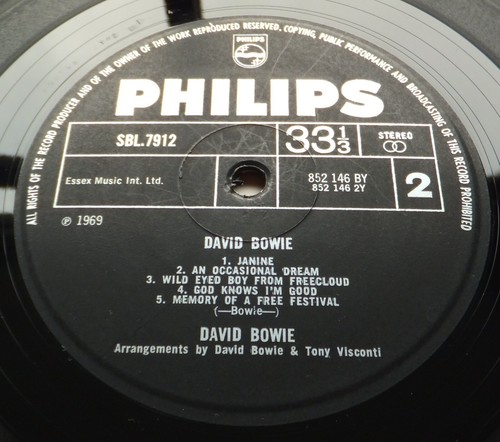 ALL RIGHTS OF THE RECORD PRODUCER AND OF THE OWNER OF THE WORK REPRODUCED RESERVED. COPYING, PUBLIC PERFORMANCE AND BROADCASTING OF THIS RECORD PROHIBITED
PHILIPS
PHILIPS
SBL.7912
33 1/3
STEREO
Essex Music Int. Ltd.
852 146 BY
852 146 2Y
2
℗ 1969
DAVID BOWIE
1. JANINE
2. AN OCCASIONAL DREAM
3. WILD EYED BOY FROM FREECLOUD
4. GOD KNOWS I'M GOOD
5. MEMORY OF A FREE FESTIVAL
(—Bowie—)
DAVID BOWIE
Arrangements by David Bowie & Tony Visconti